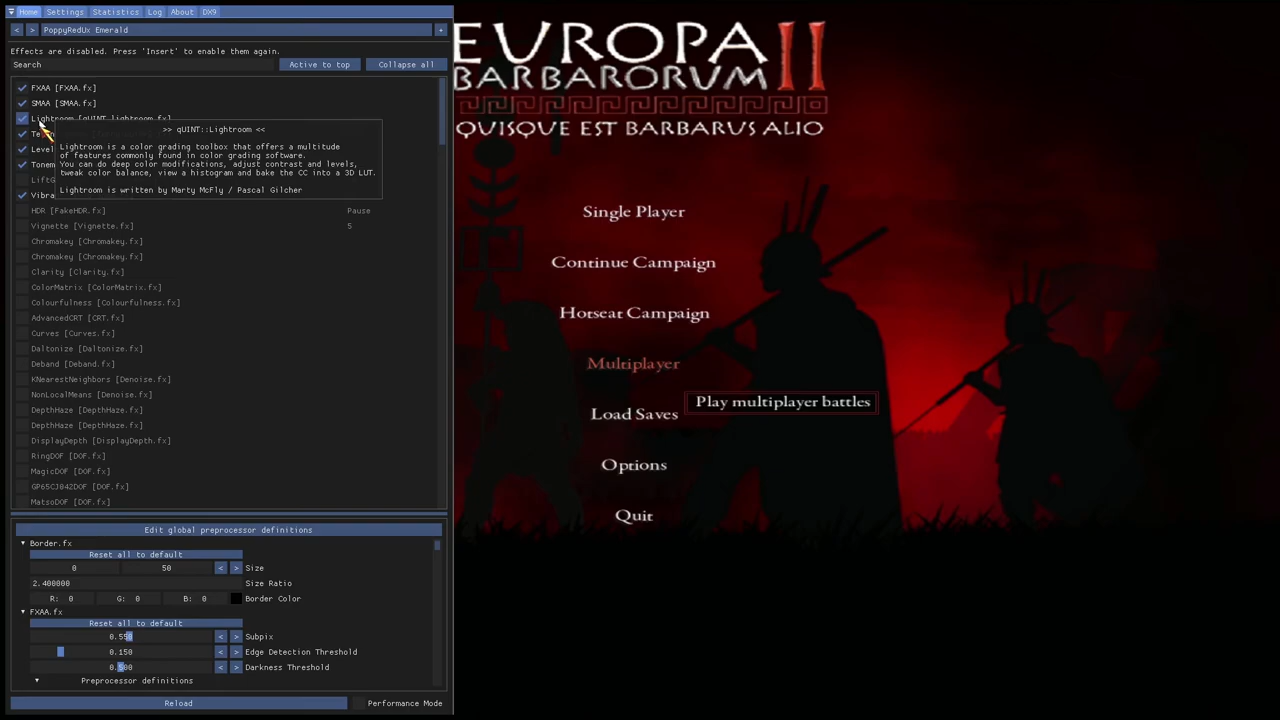 Home Settings Statistics Log About DX9
< > PoppyRedUx Emerald +
Effects are disabled. Press 'Insert' to enable them again.
Search Active to top Collapse all
FXAA [FXAA.fx]
SMAA [SMAA.fx]
Lightroom [qUINT_lightroom.fx]
>> qUINT::Lightroom <<
Lightroom is a color grading toolbox that offers a multitude
of features commonly found in color grading software.
You can do deep color modifications, adjust contrast and levels,
tweak color balance, view a histogram and bake the CC into a 3D LUT.
Lightroom is written by Marty McFly / Pascal Gilcher
HDR [FakeHDR.fx] Pause
Vignette [Vignette.fx] 5
Chromakey [Chromakey.fx]
Chromakey [Chromakey.fx]
Clarity [Clarity.fx]
ColorMatrix [ColorMatrix.fx]
Colourfulness [Colourfulness.fx]
AdvancedCRT [CRT.fx]
Curves [Curves.fx]
Daltonize [Daltonize.fx]
Deband [Deband.fx]
KNearestNeighbors [Denoise.fx]
NonLocalMeans [Denoise.fx]
DepthHaze [DepthHaze.fx]
DepthHaze [DepthHaze.fx]
DisplayDepth [DisplayDepth.fx]
RingDOF [DOF.fx]
MagicDOF [DOF.fx]
GP65CJ042DOF [DOF.fx]
MatsoDOF [DOF.fx]
Edit global preprocessor definitions
Border.fx
Reset all to default
0 50 < > Size
2.400000 Size Ratio
R: 0 G: 0 B: 0 Border Color
FXAA.fx
Reset all to default
0.550 < > Subpix
0.150 < > Edge Detection Threshold
0.500 < > Darkness Threshold
Preprocessor definitions
Reload Performance Mode
EUROPA II
BARBARORUM
QUISQUE EST BARBARUS ALIO
Single Player
Continue Campaign
Hotseat Campaign
Multiplayer
Play multiplayer battles
Load Saves
Options
Quit